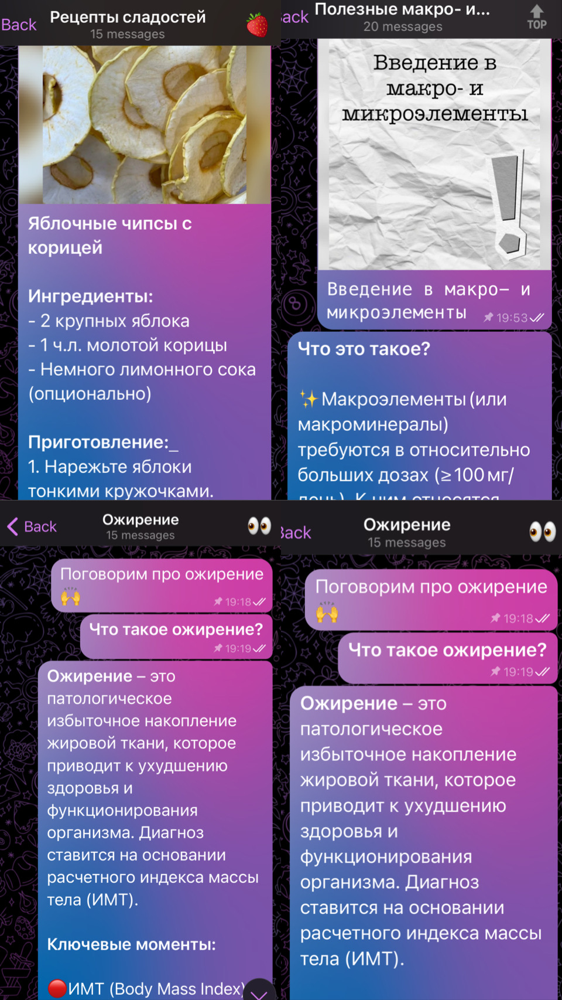 Back
Рецепты сладостей
15 messages
Яблочные чипсы с
корицей
Ингредиенты:
- 2 крупных яблока
- 1 ч.л. молотой корицы
- Немного лимонного сока
(опционально)
Приготовление:_
1. Нарежьте яблоки
тонкими кружочками.
Back
Полезные макро- и...
20 messages
TOP
Введение в
макро- и
микроэлементы
Введение в макро– и
микроэлементы 19:53
Что это такое?
✨Макроэлементы (или
макроминералы)
требуются в относительно
больших дозах (≥100 мг/
день). К ним относятся
Back
Ожирение
15 messages
Поговорим про ожирение
🙌 19:18
Что такое ожирение?
19:19
Ожирение – это
патологическое
избыточное накопление
жировой ткани, которое
приводит к ухудшению
здоровья и
функционирования
организма. Диагноз
ставится на основании
расчетного индекса массы
тела (ИМТ).
Ключевые моменты:
🔴ИМТ (Body Mass Index)
Back
Ожирение
15 messages
Поговорим про ожирение
🙌 19:18
Что такое ожирение?
19:19
Ожирение – это
патологическое
избыточное накопление
жировой ткани, которое
приводит к ухудшению
здоровья и
функционирования
организма. Диагноз
ставится на основании
расчетного индекса массы
тела (ИМТ).